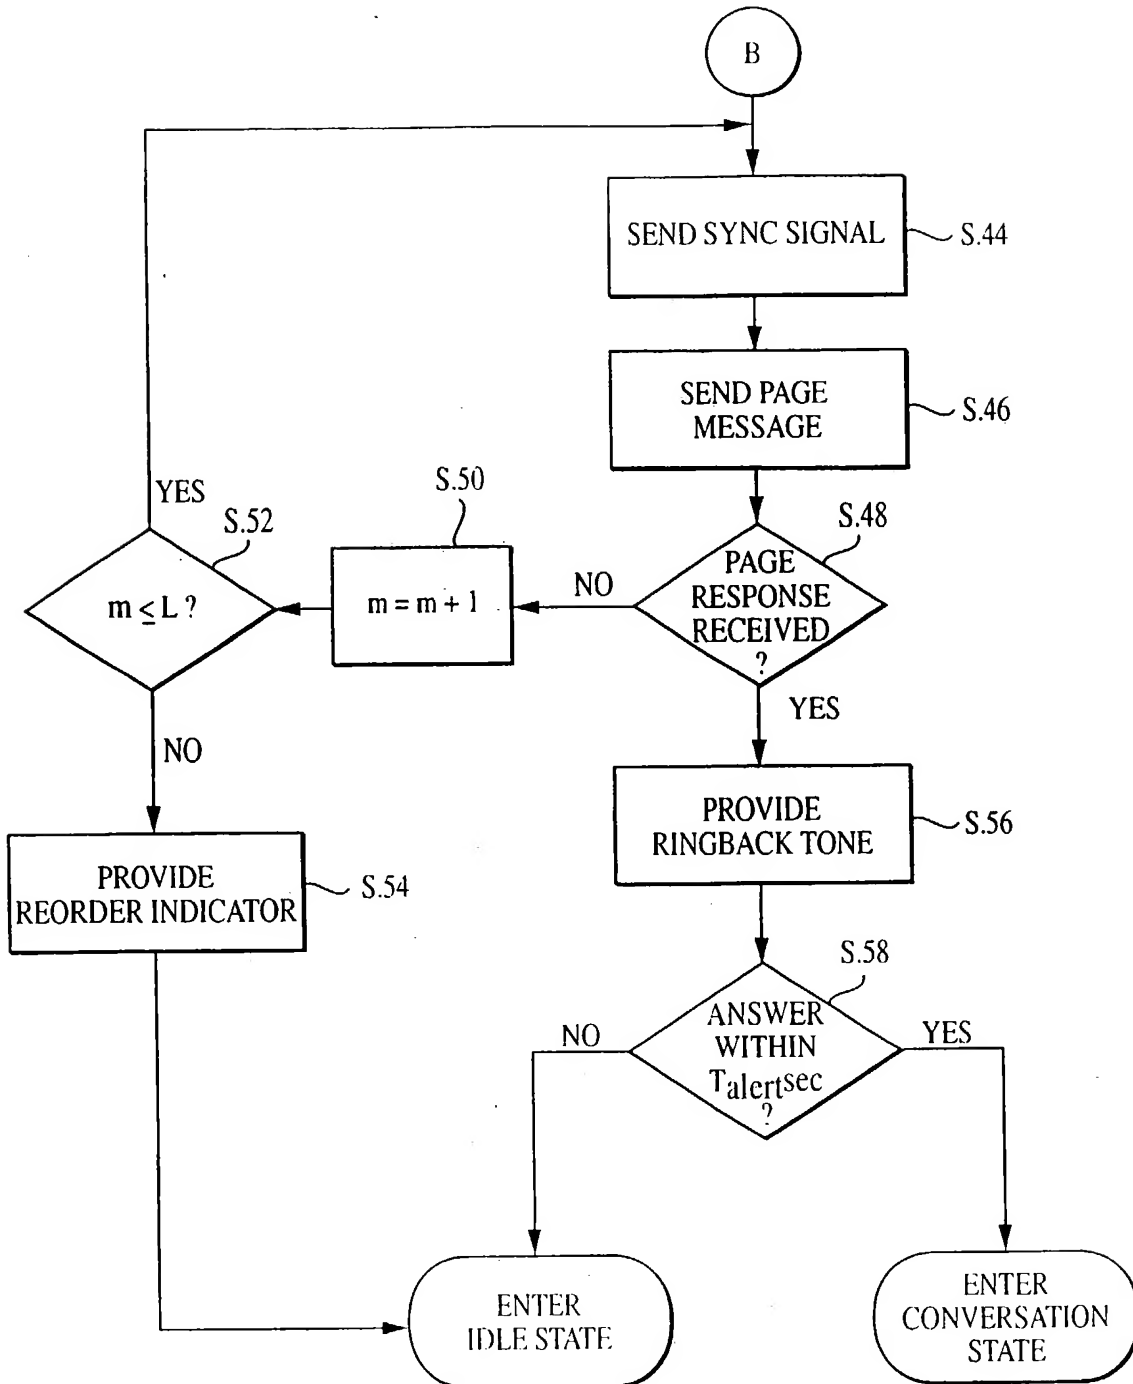 B
SEND SYNC SIGNAL
S.44
SEND PAGE
MESSAGE
S.46
S.48
PAGE
RESPONSE
RECEIVED
?
NO
YES
S.50
m = m + 1
S.52
m ≤ L ?
YES
NO
PROVIDE
REORDER INDICATOR
S.54
PROVIDE
RINGBACK TONE
S.56
S.58
ANSWER
WITHIN
Talertsec
?
NO
YES
ENTER
IDLE STATE
ENTER
CONVERSATION
STATE